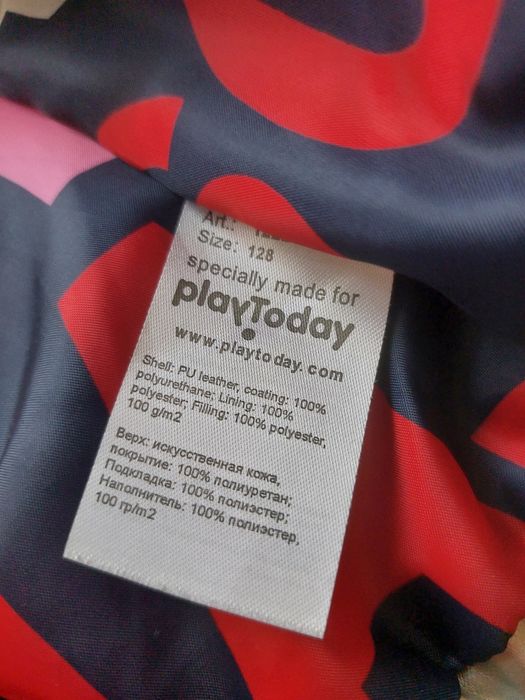 Art.:
Size: 128
specially made for
playToday
www.playtoday.com
Shell: PU leather, coating: 100%
polyurethane; Lining: 100%
polyester; Filling: 100% polyester,
100 g/m2
Верх: искусственная кожа,
покрытие: 100% полиуретан;
Подкладка: 100% полиэстер;
Наполнитель: 100% полиэстер,
100 гр/m2